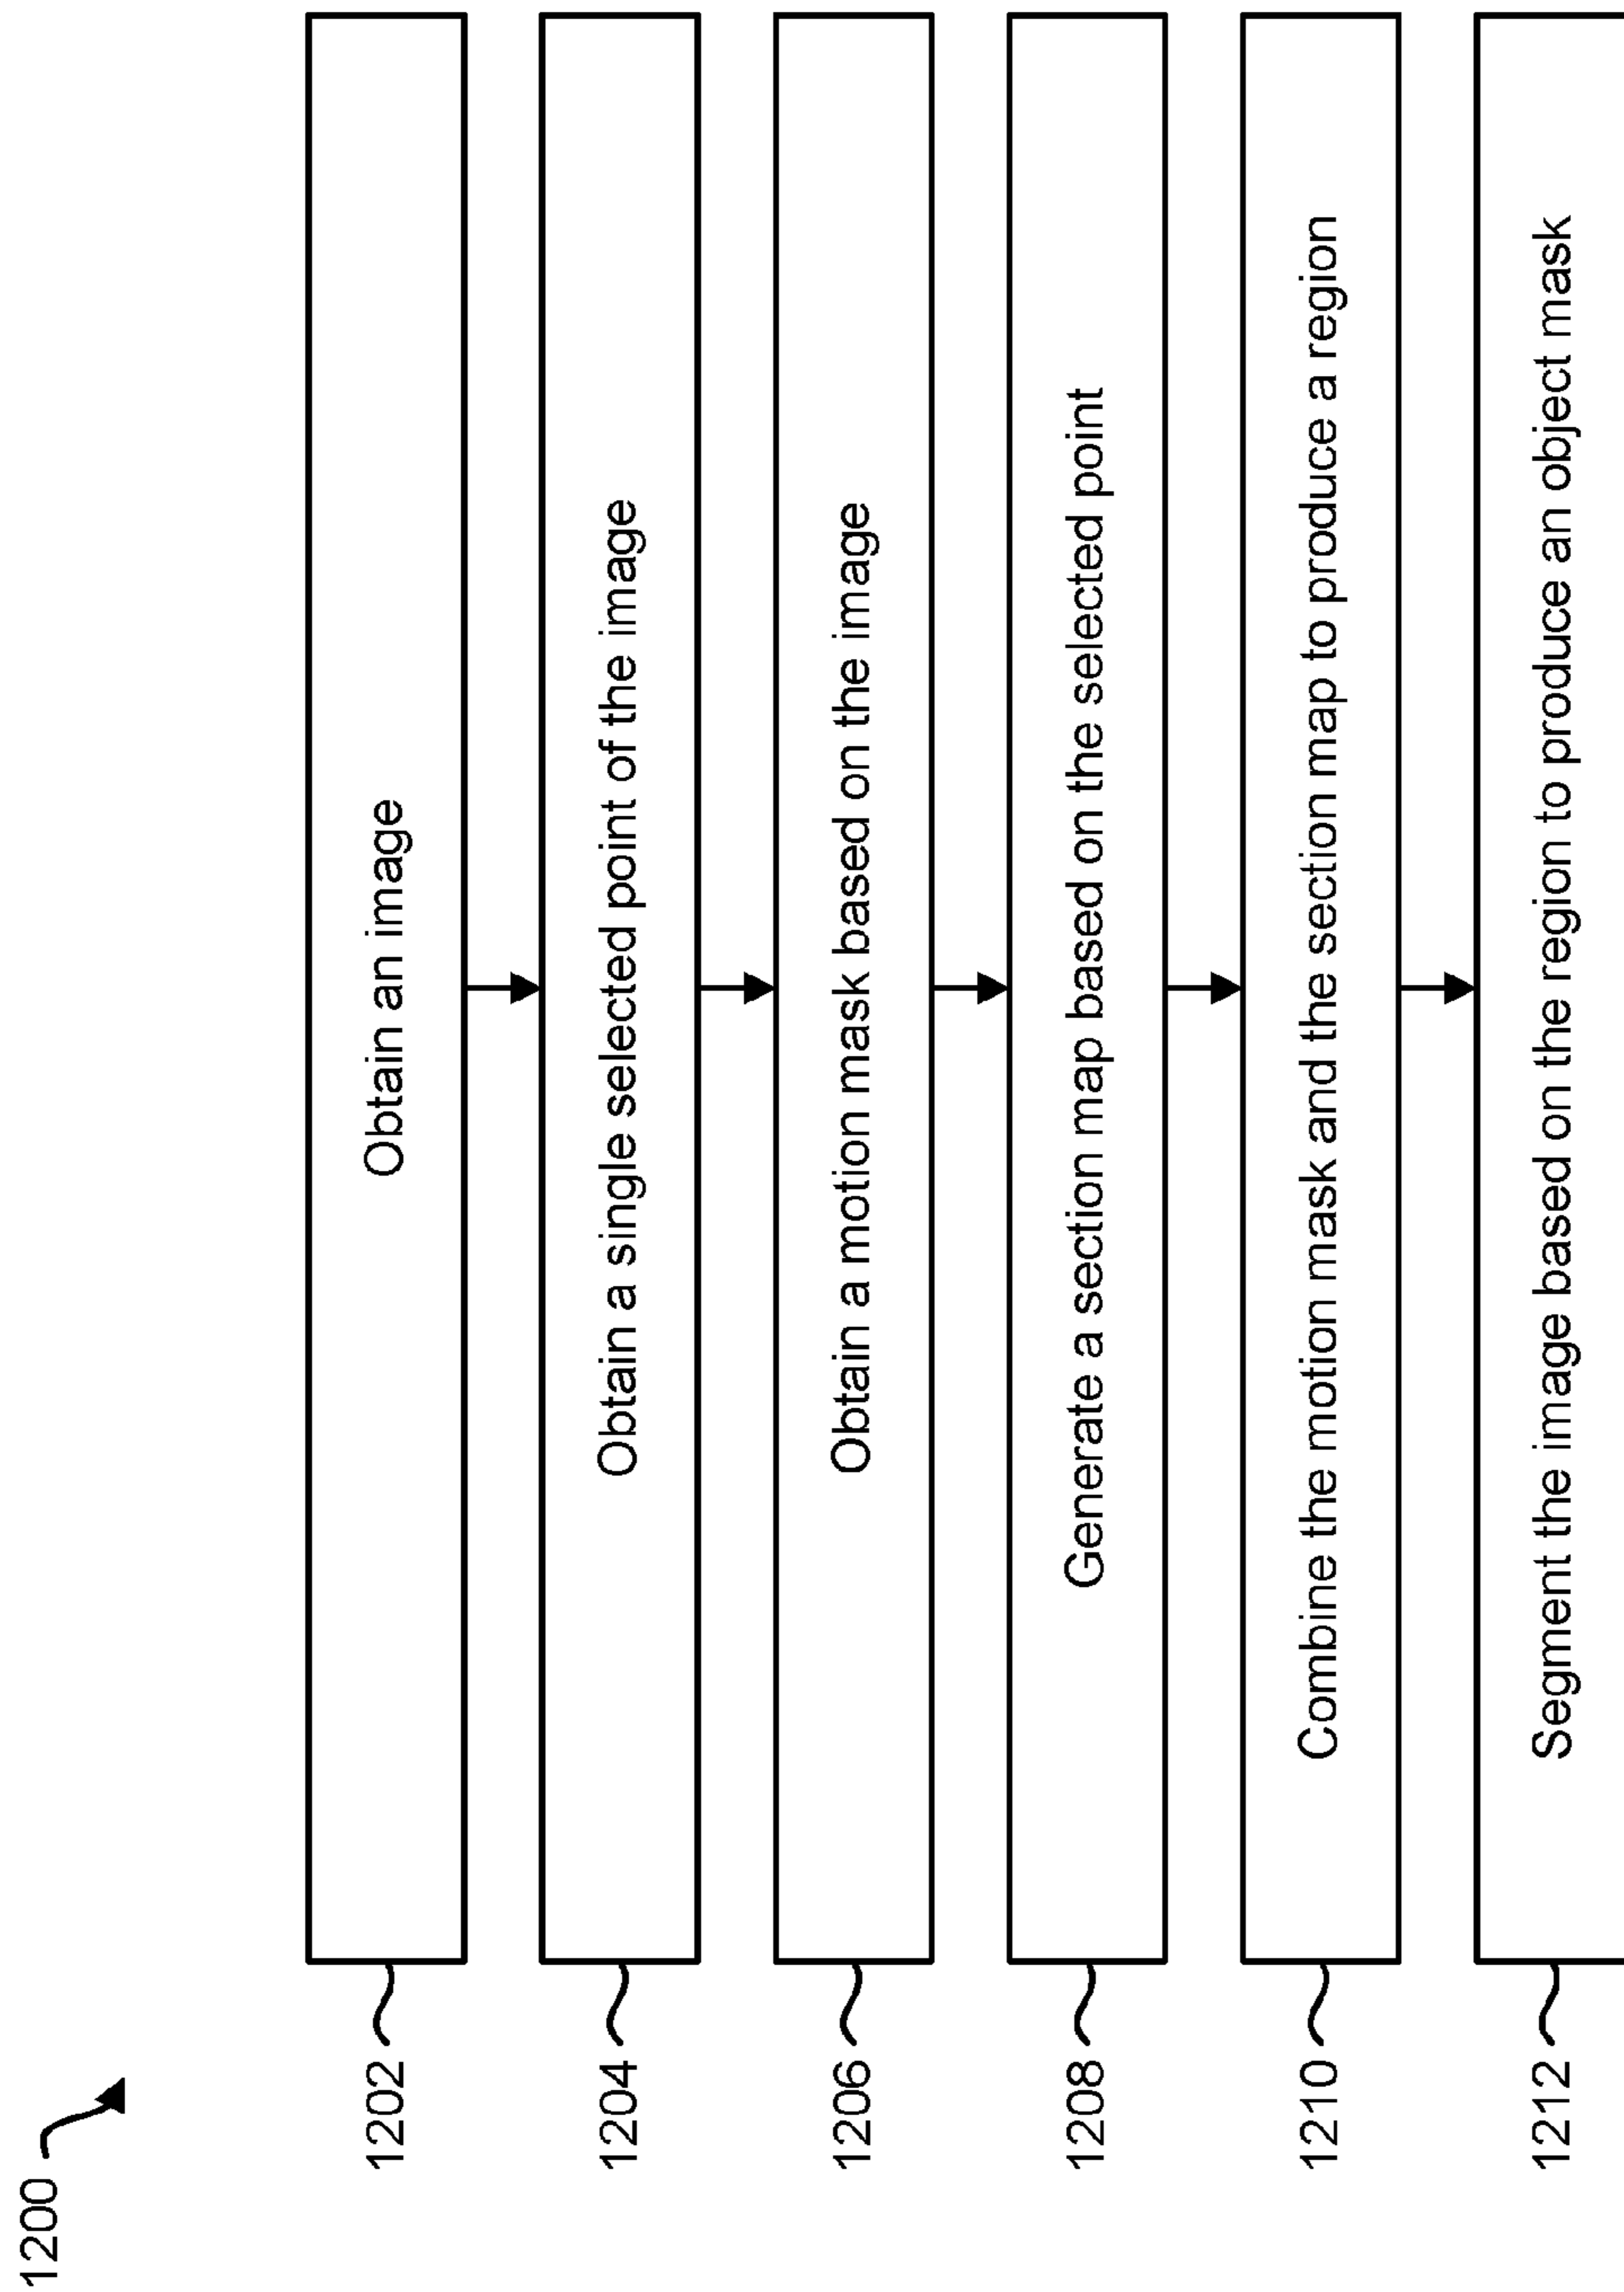 1200
1202
Obtain an image
1204
Obtain a single selected point of the image
1206
Obtain a motion mask based on the image
1208
Generate a section map based on the selected point
1210
Combine the motion mask and the section map to produce a region
1212
Segment the image based on the region to produce an object mask